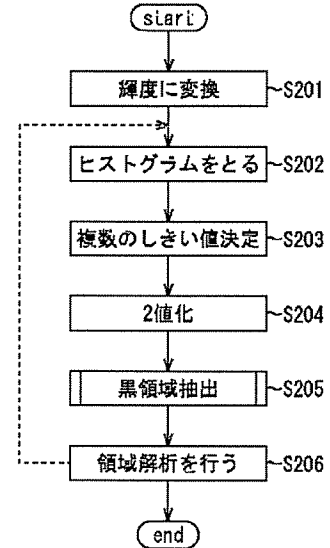 start
輝度に変換 S201
ヒストグラムをとる S202
複数のしきい値決定 S203
2値化 S204
黒領域抽出 S205
領域解析を行う S206
end